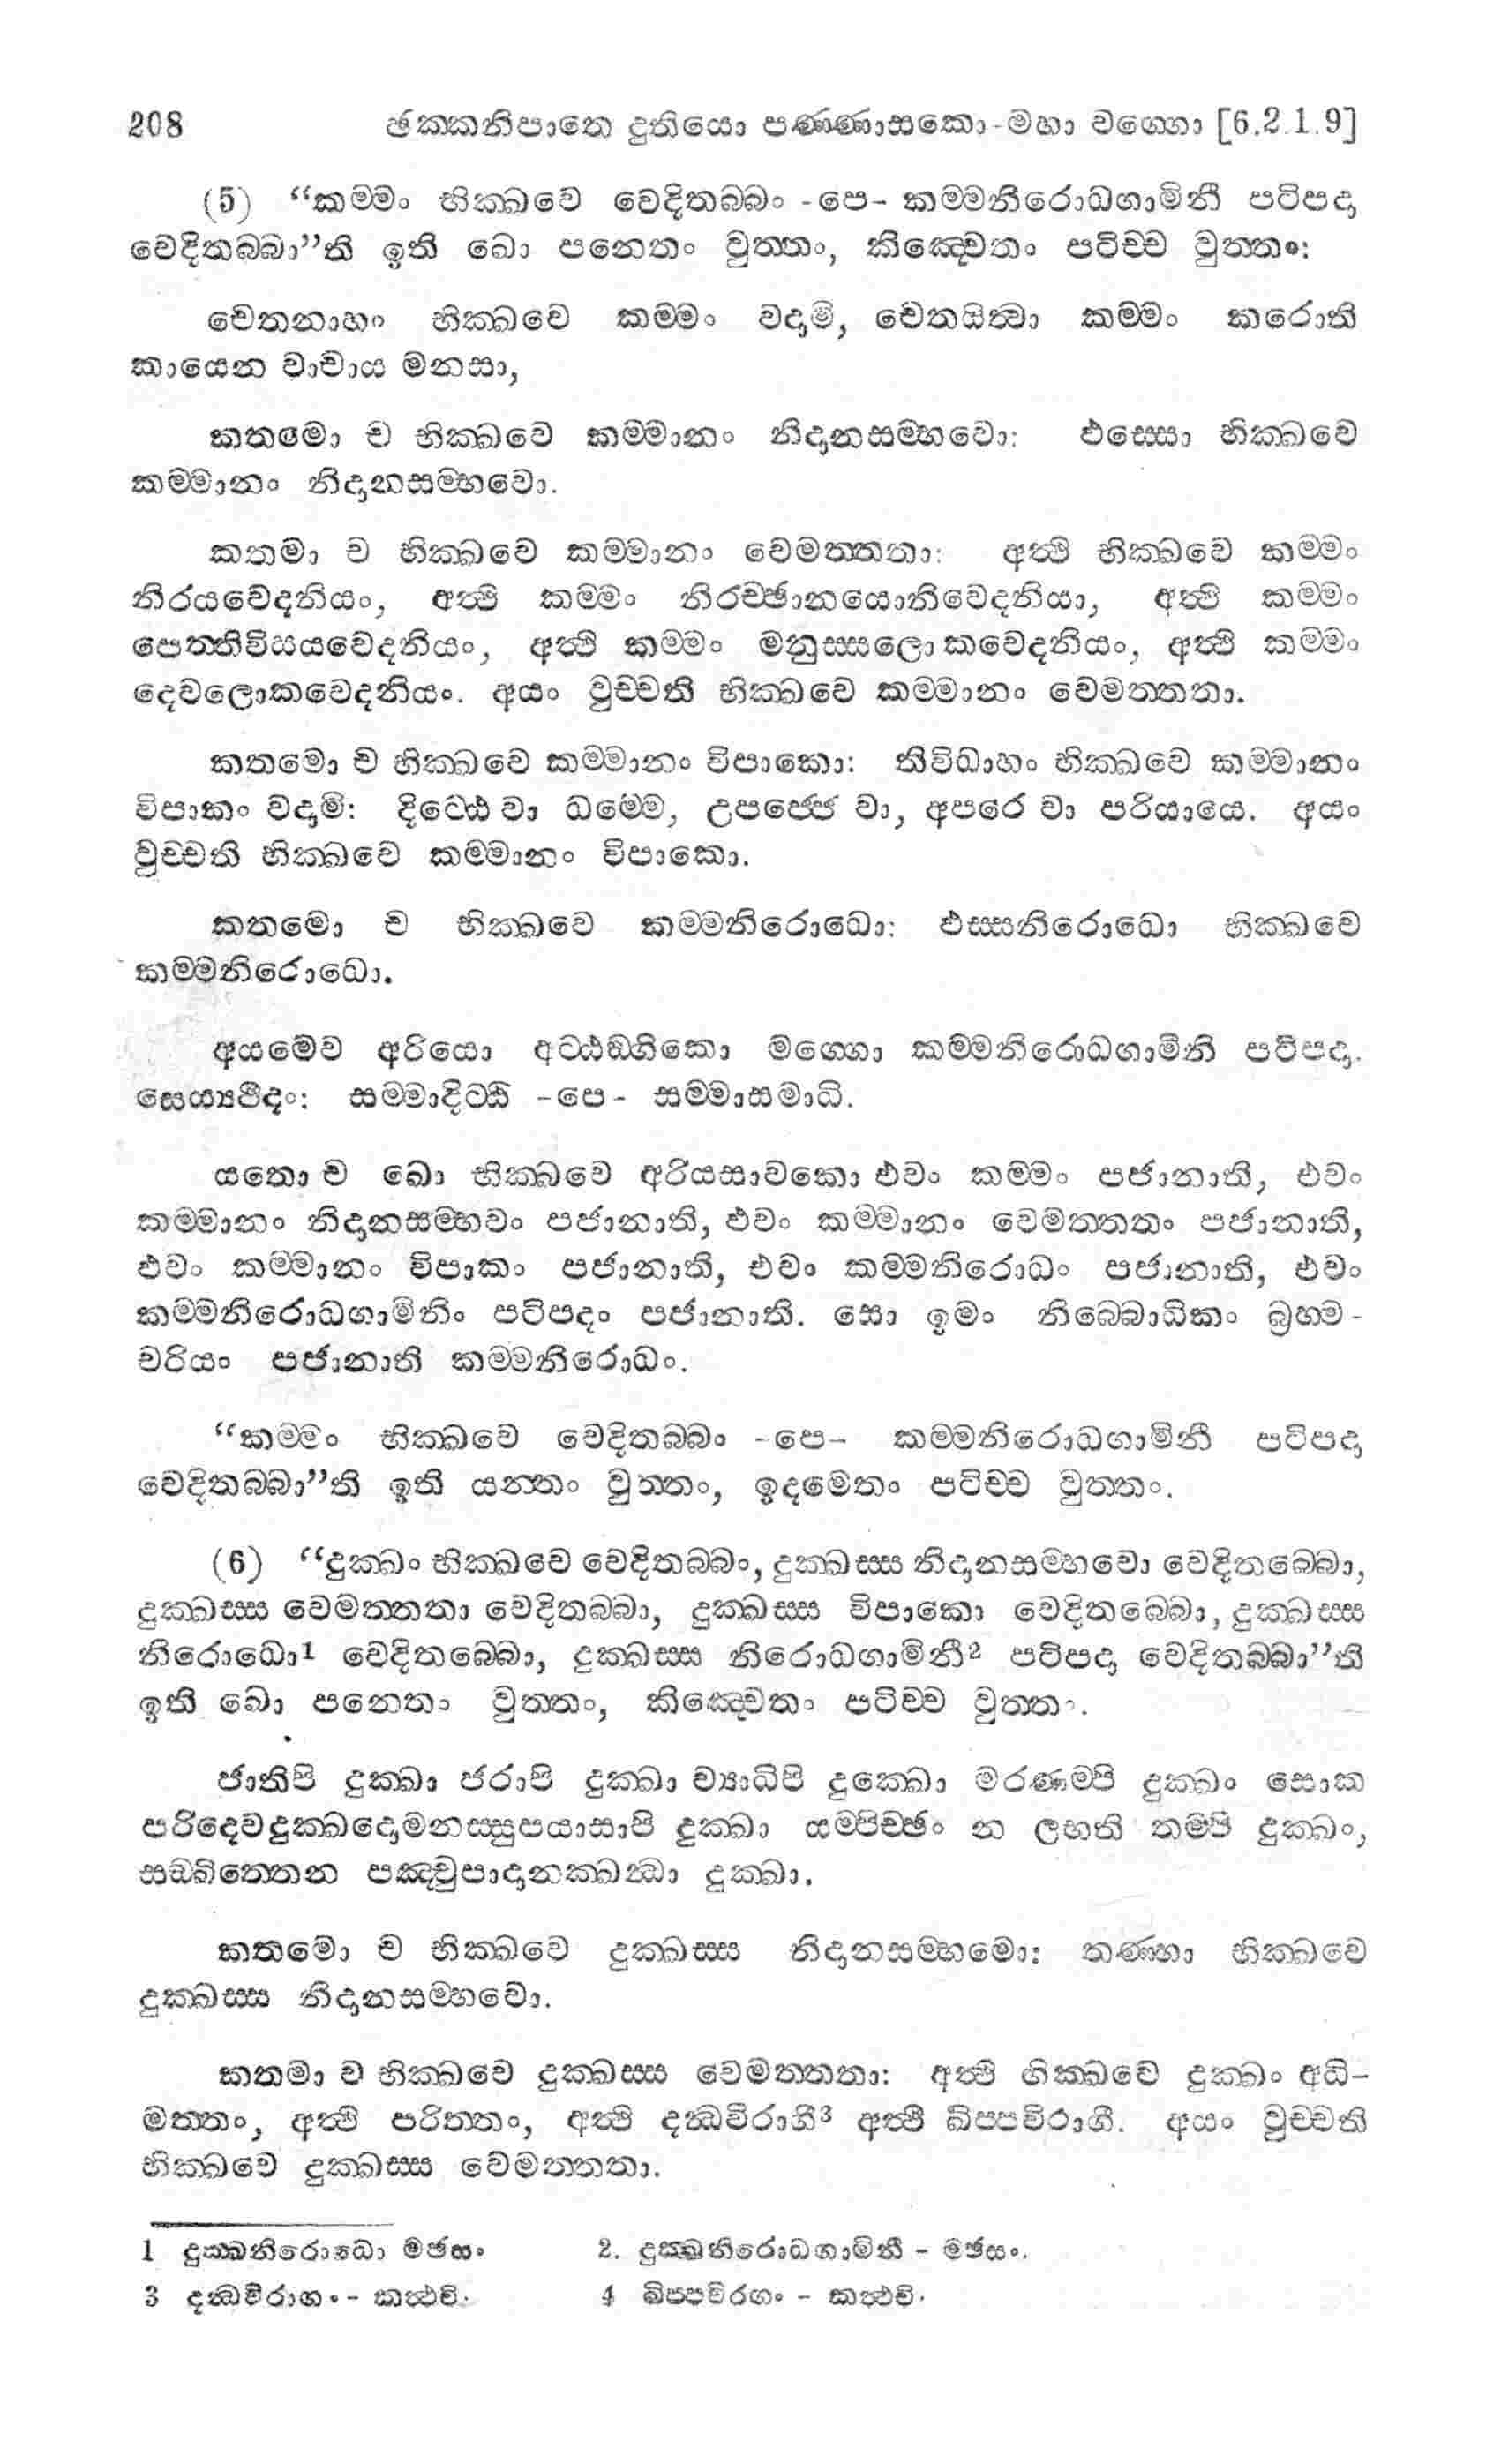 208 ඡක්කනිපාතෙ දුතියො පණ්ණාසකො-මහා වග්ගො [6.2.1.9]
(5) “කම්මං භික්ඛවෙ වෙදිතබ්බං -පෙ- කම්මනිරොධගාමිනී පටිපදා
වෙදිතබ්බා”ති ඉති ඛො පනෙතං වුත්තං, කිඤ්චෙතං පටිච්ච වුත්තං:
චෙතනාහං භික්ඛවෙ කම්මං වදාමි, චෙතයිත්වා කම්මං කරොති
කායෙන වාචාය මනසා,
කතමො ච භික්ඛවෙ කම්මානං නිදානසම්භවො: ඵස්සො භික්ඛවෙ
කම්මානං නිදානසම්භවො.
කතමා ච භික්ඛවෙ කම්මානං වෙමත්තතා: අත්ථි භික්ඛවෙ කම්මං
නිරයවෙදනියං, අත්ථි කම්මං තිරච්ඡානයොනිවෙදනියා, අත්ථි කම්මං
පෙත්තිවිසයවෙදනියං, අත්ථි කම්මං මනුස්සලොකවෙදනියං, අත්ථි කම්මං
දෙවලොකවෙදනියං. අයං වුච්චති භික්ඛවෙ කම්මානං වෙමත්තතා.
කතමො ච භික්ඛවෙ කම්මානං විපාකො: තිවිධාහං භික්ඛවෙ කම්මානං
විපාකං වදාමි: දිට්ඨෙ වා ධම්මෙ, උපපජ්ජෙ වා, අපරෙ වා පරියායෙ. අයං
වුච්චති භික්ඛවෙ කම්මානං විපාකො.
කතමො ච භික්ඛවෙ කම්මනිරොධො: ඵස්සනිරොධො භික්ඛවෙ
කම්මනිරොධො.
අයමේව අරියො අට්ඨඞ්ගිකො මග්ගො කම්මනිරොධගාමිනි පටිපදා.
සෙය්‍යථිදං: සම්මාදිට්ඨි -පෙ- සම්මාසමාධි.
යතො ච ඛො භික්ඛවෙ අරියසාවකො එවං කම්මං පජානාති, එවං
කම්මානං නිදානසම්භවං පජානාති, එවං කම්මානං වෙමත්තතං පජානාති,
එවං කම්මානං විපාකං පජානාති, එවං කම්මනිරොධං පජානාති, එවං
කම්මනිරොධගාමිනිං පටිපදං පජානාති. සො ඉමං නිබ්බෙධිකං බ්‍රහ්ම-
චරියං පජානාති කම්මනිරොධං.
“කම්මං භික්ඛවෙ වෙදිතබ්බං -පෙ- කම්මනිරොධගාමිනී පටිපදා
වෙදිතබ්බා”ති ඉති යන්තං වුත්තං, ඉදමෙතං පටිච්ච වුත්තං.
(6) “දුක්ඛං භික්ඛවෙ වෙදිතබ්බං, දුක්ඛස්ස නිදානසම්භවො වෙදිතබ්බො,
දුක්ඛස්ස වෙමත්තතා වෙදිතබ්බා, දුක්ඛස්ස විපාකො වෙදිතබ්බො, දුක්ඛස්ස
නිරොධො1 වෙදිතබ්බො, දුක්ඛස්ස නිරොධගාමිනී2 පටිපදා වෙදිතබ්බා”ති
ඉති ඛො පනෙතං වුත්තං, කිඤ්චෙතං පටිච්ච වුත්තං.
ජාතිපි දුක්ඛා ජරාපි දුක්ඛා ව්‍යාධිපි දුක්ඛො මරණම්පි දුක්ඛං සොක
පරිදෙවදුක්ඛදොමනස්සුපයාසාපි දුක්ඛා යම්පිච්ඡං න ලභති තම්පි දුක්ඛං,
සඞ්ඛිත්තෙන පඤ්චුපාදානක්ඛන්ධා දුක්ඛා.
කතමො ච භික්ඛවෙ දුක්ඛස්ස නිදානසම්භමො: තණ්හා භික්ඛවෙ
දුක්ඛස්ස නිදානසම්භවො.
කතමා ච භික්ඛවෙ දුක්ඛස්ස වෙමත්තතා: අත්ථි භික්ඛවෙ දුක්ඛං අධි-
මත්තං, අත්ථි පරිත්තං, අත්ථි දන්ධවිරාගි3 අත්ථි ඛිප්පවිරාගී. අයං වුච්චති
භික්ඛවෙ දුක්ඛස්ස වෙමත්තතා.
1 දුක්ඛනිරොධො මඡසං 2. දුක්ඛනිරොධගාමිනී - මඡසං.
3 දන්ධවිරාගං - කත්ථචි. 4 ඛිප්පවිරගං - කත්ථචි.